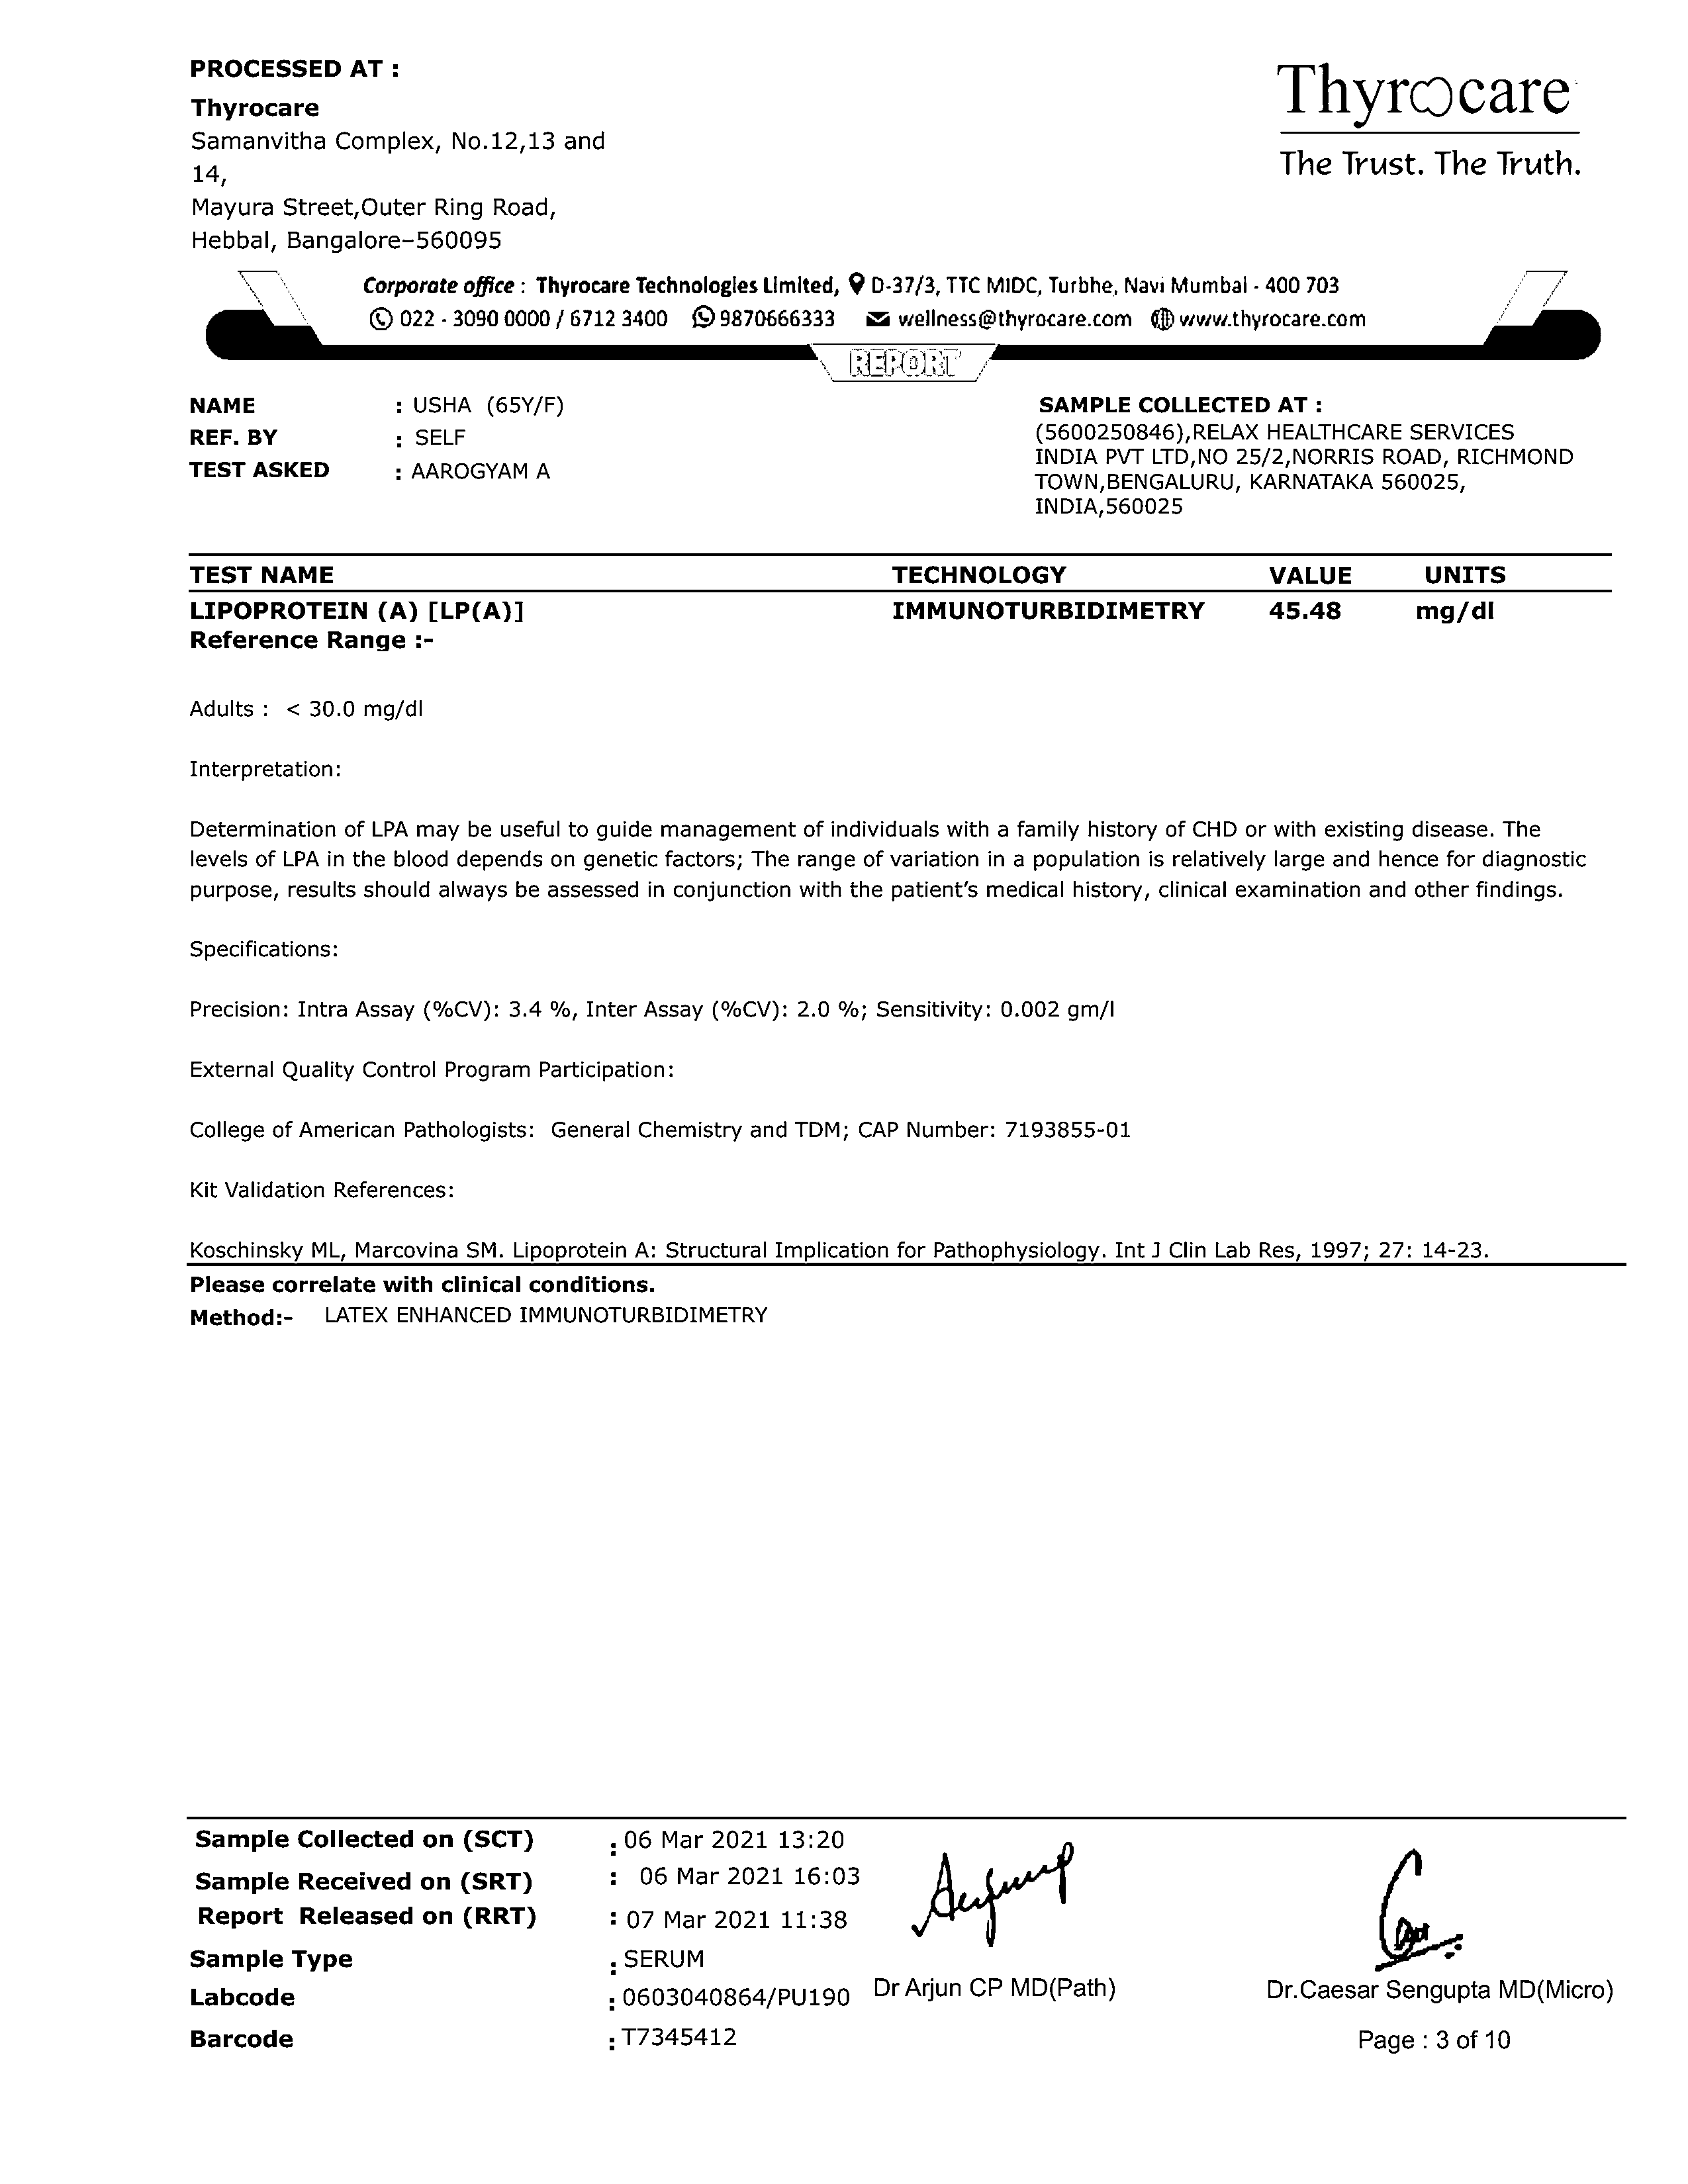 PROCESSED AT :
Thyrocare
Samanvitha Complex, No.12,13 and
14,
Mayura Street,Outer Ring Road,
Hebbal, Bangalore-560095
Thyrocare
The Trust. The Truth.
Corporate office : Thyrocare Technologies Limited, D-37/3, TTC MIDC, Turbhe, Navi Mumbai - 400 703
022 - 3090 0000 / 6712 3400 9870666333 wellness@thyrocare.com www.thyrocare.com
REPORT
NAME : USHA (65Y/F)
REF. BY : SELF
TEST ASKED : AAROGYAM A
SAMPLE COLLECTED AT :
(5600250846),RELAX HEALTHCARE SERVICES
INDIA PVT LTD,NO 25/2,NORRIS ROAD, RICHMOND
TOWN,BENGALURU, KARNATAKA 560025,
INDIA,560025
TEST NAME TECHNOLOGY VALUE UNITS
LIPOPROTEIN (A) [LP(A)] IMMUNOTURBIDIMETRY 45.48 mg/dl
Reference Range :-
Adults : < 30.0 mg/dl
Interpretation:
Determination of LPA may be useful to guide management of individuals with a family history of CHD or with existing disease. The
levels of LPA in the blood depends on genetic factors; The range of variation in a population is relatively large and hence for diagnostic
purpose, results should always be assessed in conjunction with the patient's medical history, clinical examination and other findings.
Specifications:
Precision: Intra Assay (%CV): 3.4 %, Inter Assay (%CV): 2.0 %; Sensitivity: 0.002 gm/l
External Quality Control Program Participation:
College of American Pathologists: General Chemistry and TDM; CAP Number: 7193855-01
Kit Validation References:
Koschinsky ML, Marcovina SM. Lipoprotein A: Structural Implication for Pathophysiology. Int J Clin Lab Res, 1997; 27: 14-23.
Please correlate with clinical conditions.
Method:- LATEX ENHANCED IMMUNOTURBIDIMETRY
Sample Collected on (SCT) : 06 Mar 2021 13:20
Sample Received on (SRT) : 06 Mar 2021 16:03
Report Released on (RRT) : 07 Mar 2021 11:38
Sample Type : SERUM
Labcode : 0603040864/PU190
Barcode : T7345412
Dr Arjun CP MD(Path)
Dr.Caesar Sengupta MD(Micro)
Page : 3 of 10